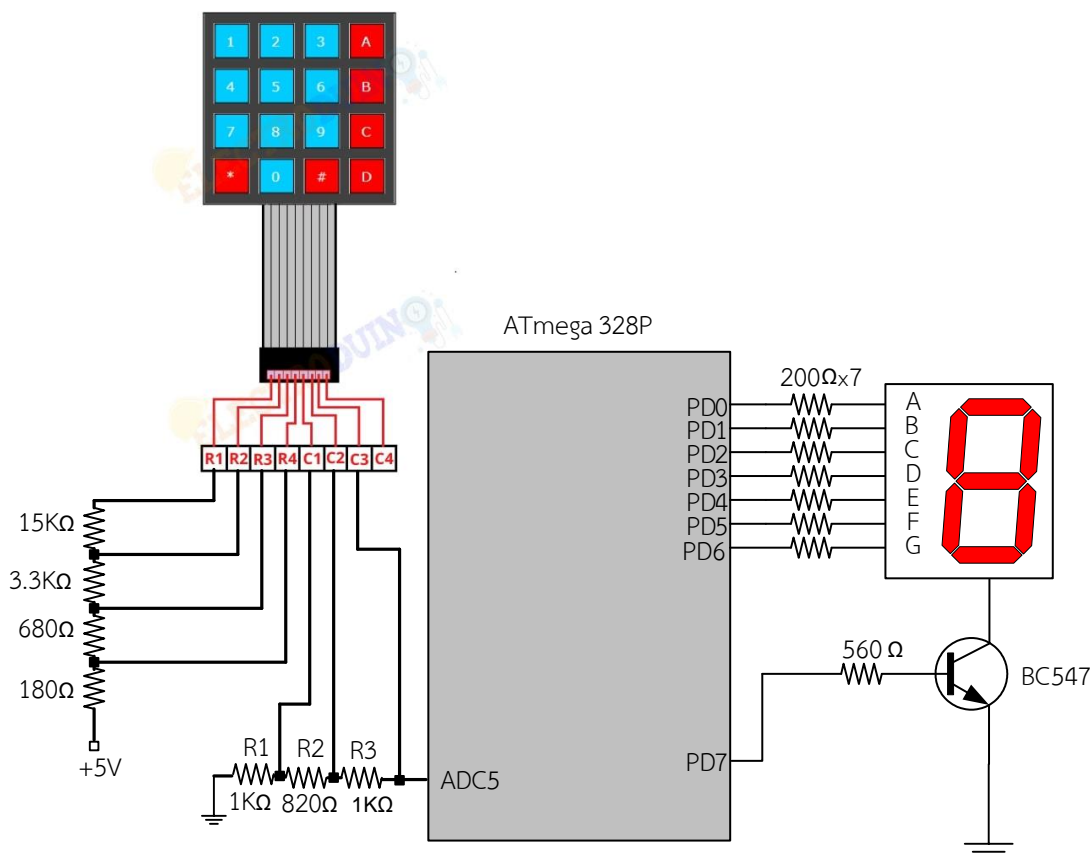 1 2 3 A
4 5 6 B
7 8 9 C
* 0 # D
ATmega 328P
R1 R2 R3 R4 C1 C2 C3 C4
15KΩ
3.3KΩ
680Ω
180Ω
+5V
R1 R2 R3
1KΩ 820Ω 1KΩ
ADC5
PD0
PD1
PD2
PD3
PD4
PD5
PD6
PD7
200Ωx7
A
B
C
D
E
F
G
560 Ω
BC547